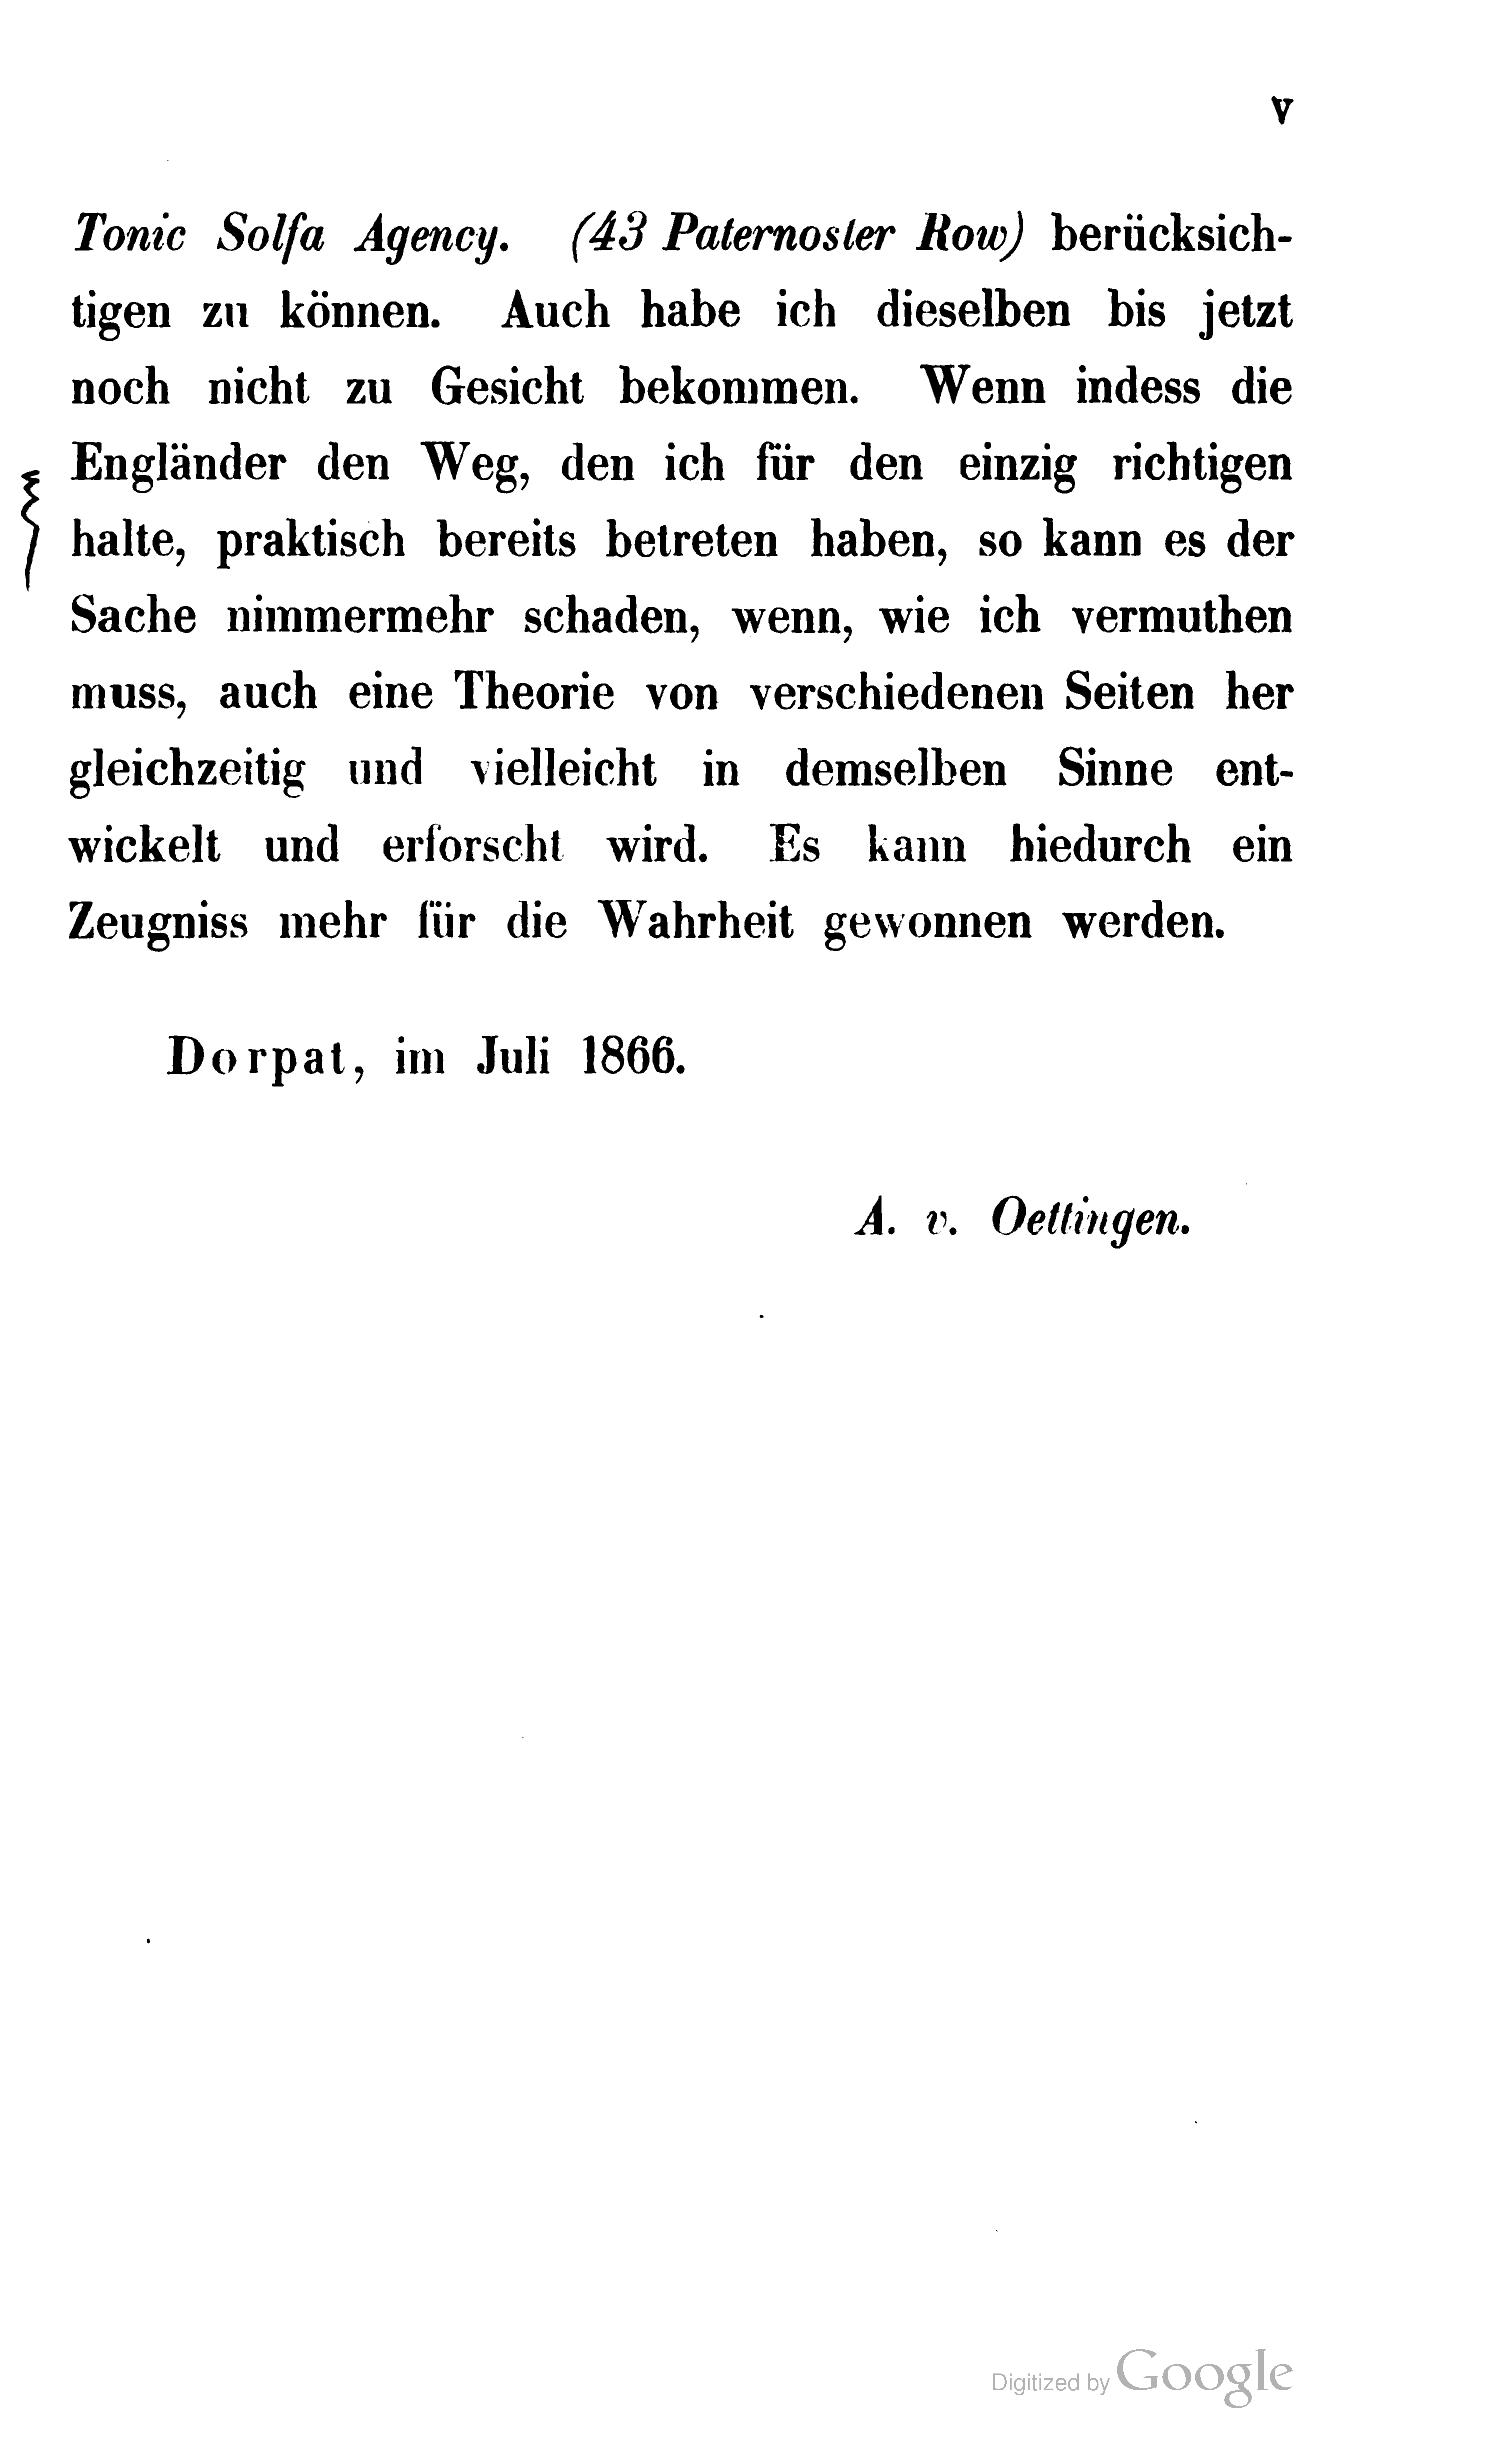 V
Tonic Solfa Agency. (43 Paternoster Row) berücksich-
tigen zu können. Auch habe ich dieselben bis jetzt
noch nicht zu Gesicht bekommen. Wenn indess die
Engländer den Weg, den ich für den einzig richtigen
halte, praktisch bereits betreten haben, so kann es der
Sache nimmermehr schaden, wenn, wie ich vermuthen
muss, auch eine Theorie von verschiedenen Seiten her
gleichzeitig und vielleicht in demselben Sinne ent-
wickelt und erforscht wird. Es kann hiedurch ein
Zeugniss mehr für die Wahrheit gewonnen werden.
Dorpat, im Juli 1866.
A. v. Oettingen.
Digitized by Google